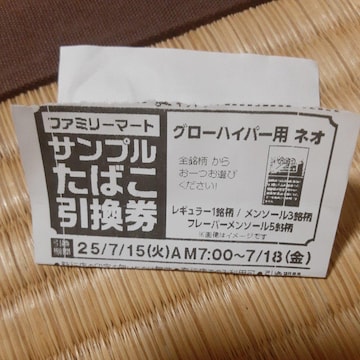 ファミリーマート
サンプル
たばこ
引換券
グローハイパー用 ネオ
全銘柄 から
お一つお選び
ください!
レギュラー1銘柄 / メンソール3銘柄
フレーバーメンソール5銘柄
※画像はイメージです
引換
期間
25/7/15(火)AM7:00~7/18(金)